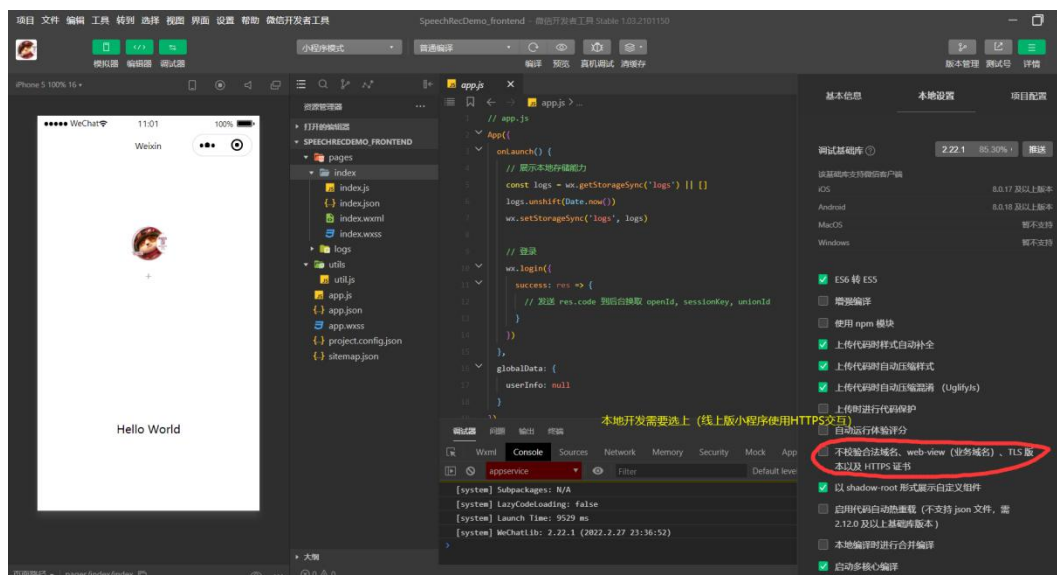 项目 文件 编辑 工具 转到 选择 视图 界面 设置 帮助 微信开发者工具
SpeechRecDemo_frontend - 微信开发者工具 Stable 1.03.2101150
模拟器 编辑器 调试器
小程序模式
普通编译
编译 预览 真机调试 清缓存
版本管理 测试号 详情
iPhone 5 100% 16
WeChat 11:01 100%
Weixin
Hello World
资源管理器
打开的编辑器
SPEECHRECDEMO_FRONTEND
pages
index
index.js
index.json
index.wxml
index.wxss
logs
utils
util.js
app.js
app.json
app.wxss
project.config.json
sitemap.json
大纲
app.js
app.js > ...
1 // app.js
2 App({
3 onLaunch() {
4 // 展示本地存储能力
5 const logs = wx.getStorageSync('logs') || []
6 logs.unshift(Date.now())
7 wx.setStorageSync('logs', logs)
8
9 // 登录
10 wx.login({
11 success: res => {
12 // 发送 res.code 到后台换取 openId, sessionKey, unionId
13 }
14 })
15 },
16 globalData: {
17 userInfo: null
18 }
本地开发需要选上（线上版小程序使用HTTPS交互）
调试器 问题 输出 终端
Wxml Console Sources Network Memory Security Mock App
appservice
Filter
Default level
[system] Subpackages: N/A
[system] LazyCodeLoading: false
[system] Launch Time: 9529 ms
[system] WeChatLib: 2.22.1 (2022.2.27 23:36:52)
基本信息 本地设置 项目配置
调试基础库 2.22.1 85.30% 推送
该基础库支持微信客户端
iOS 8.0.17 及以上版本
Android 8.0.18 及以上版本
MacOS 暂不支持
Windows 暂不支持
ES6 转 ES5
增强编译
使用 npm 模块
上传代码时样式自动补全
上传代码时自动压缩样式
上传代码时自动压缩混淆 (UglifyJs)
上传时进行代码保护
自动运行体验评分
不校验合法域名、web-view（业务域名）、TLS 版
本以及 HTTPS 证书
以 shadow-root 形式展示自定义组件
启用代码自动热重载 (不支持 json 文件，需
2.12.0 及以上基础库版本)
本地编译时进行合并编译
启动多核心编译